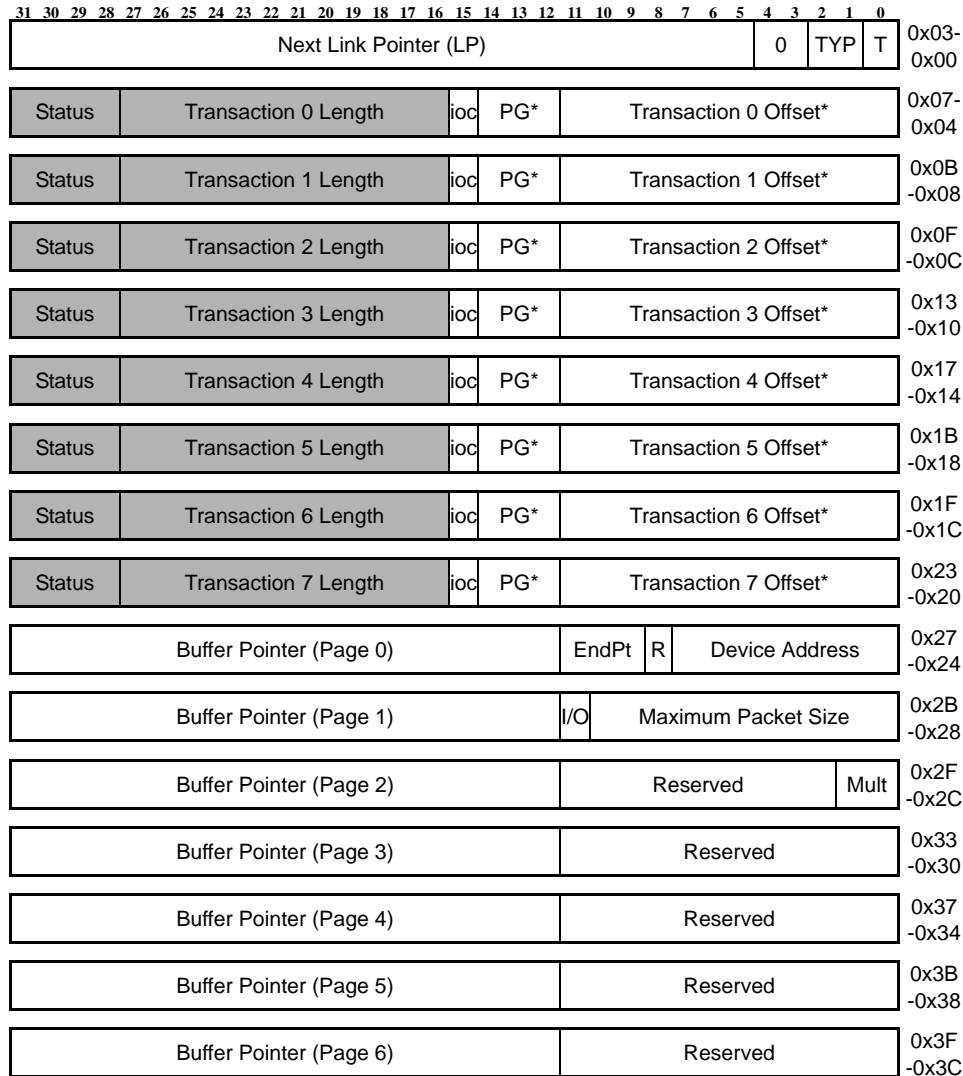 31 30 29 28 27 26 25 24 23 22 21 20 19 18 17 16 15 14 13 12 11 10 9 8 7 6 5 4 3 2 1 0
Next Link Pointer (LP) 0 TYP T 0x03-
0x00
Status Transaction 0 Length ioc PG* Transaction 0 Offset* 0x07-
0x04
Status Transaction 1 Length ioc PG* Transaction 1 Offset* 0x0B
-0x08
Status Transaction 2 Length ioc PG* Transaction 2 Offset* 0x0F
-0x0C
Status Transaction 3 Length ioc PG* Transaction 3 Offset* 0x13
-0x10
Status Transaction 4 Length ioc PG* Transaction 4 Offset* 0x17
-0x14
Status Transaction 5 Length ioc PG* Transaction 5 Offset* 0x1B
-0x18
Status Transaction 6 Length ioc PG* Transaction 6 Offset* 0x1F
-0x1C
Status Transaction 7 Length ioc PG* Transaction 7 Offset* 0x23
-0x20
Buffer Pointer (Page 0) EndPt R Device Address 0x27
-0x24
Buffer Pointer (Page 1) I/O Maximum Packet Size 0x2B
-0x28
Buffer Pointer (Page 2) Reserved Mult 0x2F
-0x2C
Buffer Pointer (Page 3) Reserved 0x33
-0x30
Buffer Pointer (Page 4) Reserved 0x37
-0x34
Buffer Pointer (Page 5) Reserved 0x3B
-0x38
Buffer Pointer (Page 6) Reserved 0x3F
-0x3C